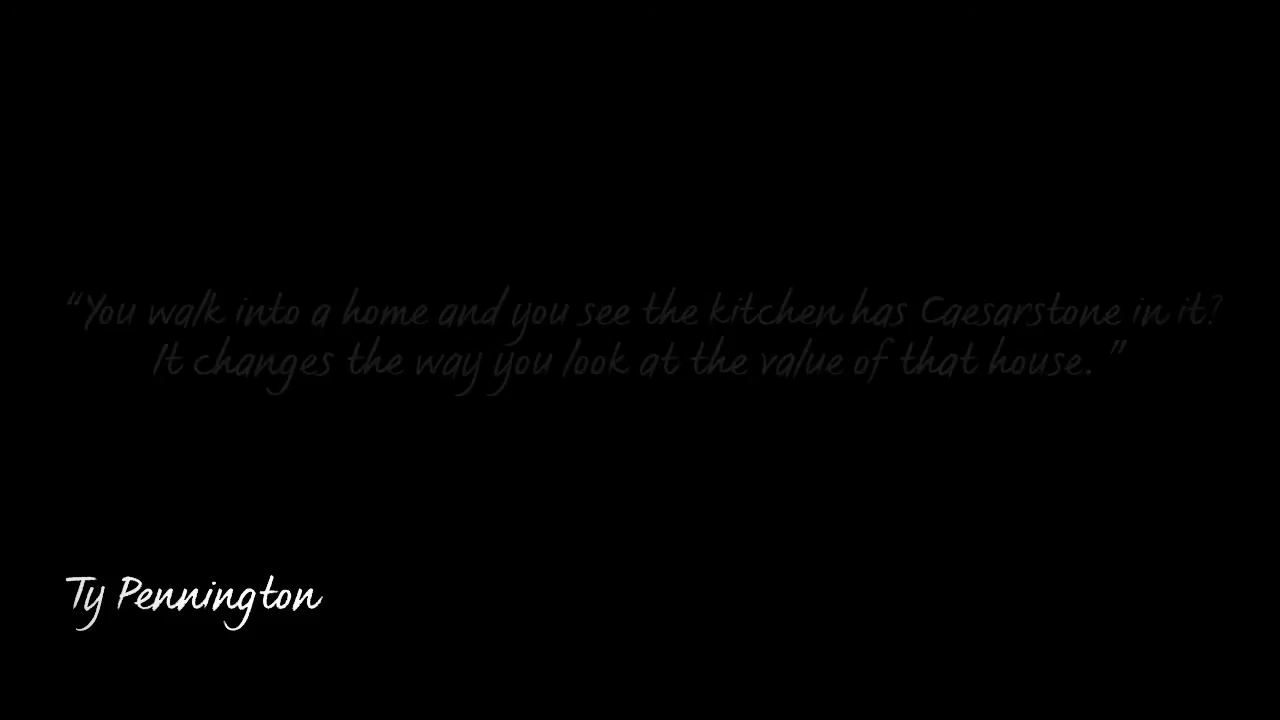 “You walk into a home and you see the kitchen has Caesarstone in it?
It changes the way you look at the value of that house. ”
Ty Pennington